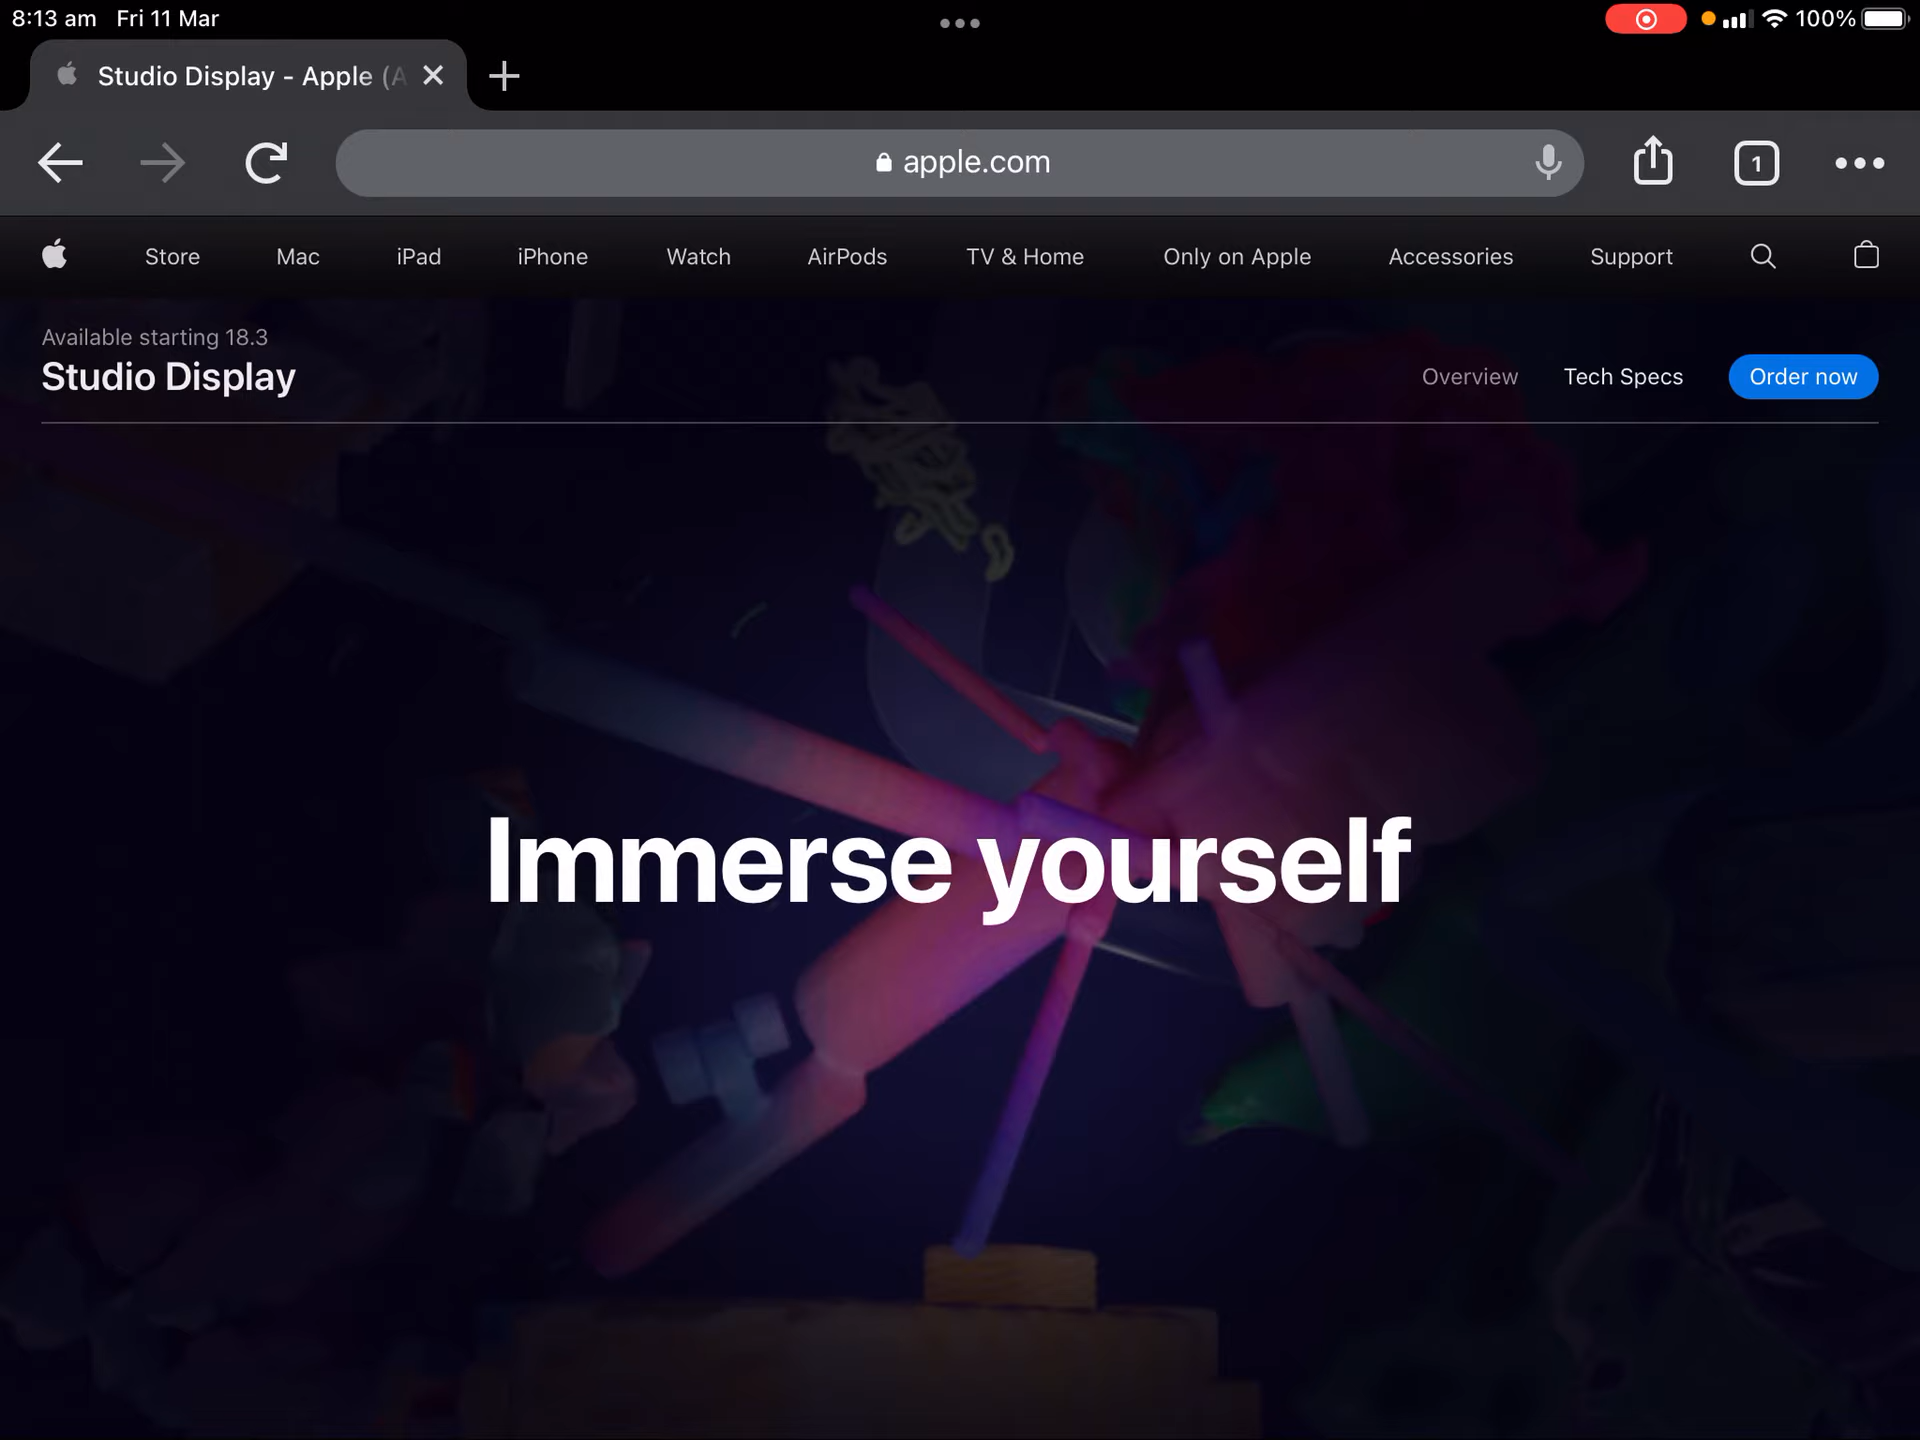 8:13 am Fri 11 Mar
100%
Studio Display - Apple (A
apple.com
1
Store Mac iPad iPhone Watch AirPods TV & Home Only on Apple Accessories Support
Available starting 18.3
Studio Display
Overview Tech Specs Order now
Immerse yourself